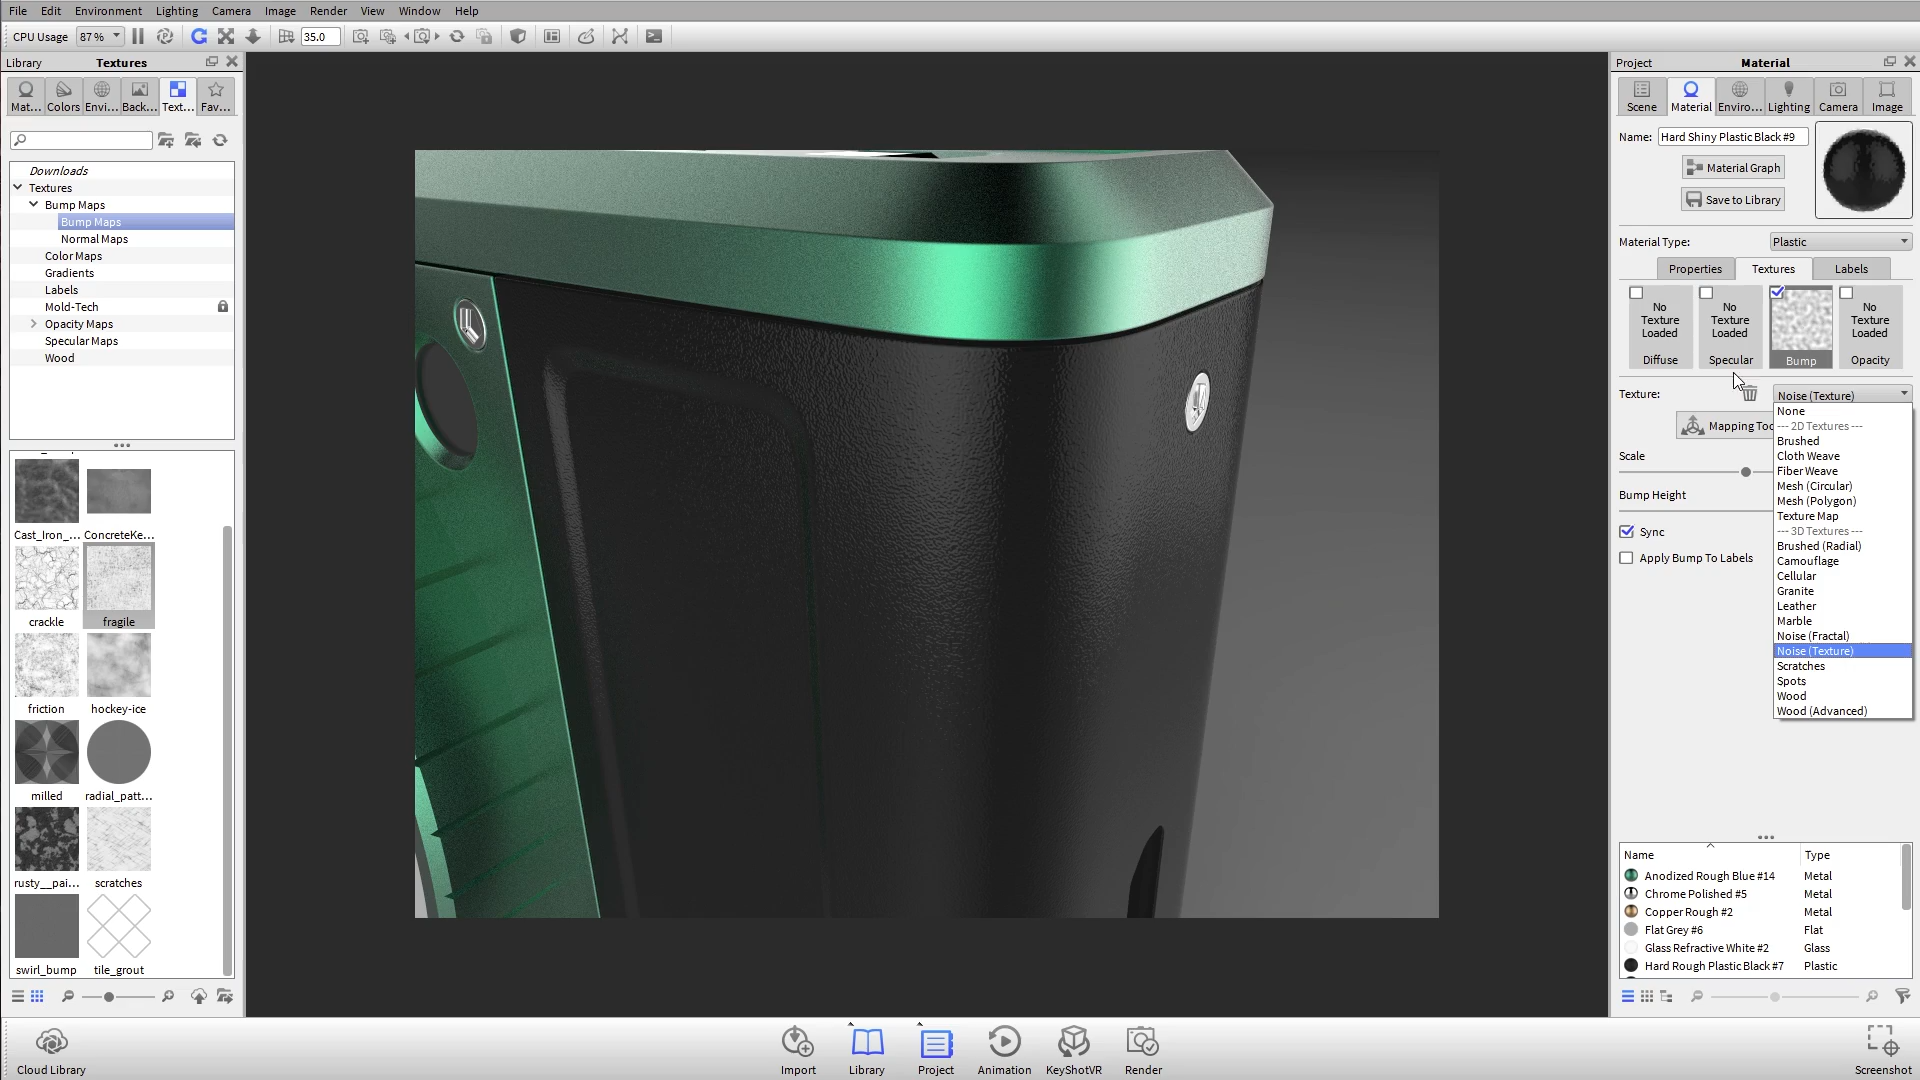 File Edit Environment Lighting Camera Image Render View Window Help
CPU Usage 87 % 35.0
Library Textures
Mat... Colors Envi... Back... Text... Fav...
Downloads
Textures
Bump Maps
Bump Maps
Normal Maps
Color Maps
Gradients
Labels
Mold-Tech
Opacity Maps
Specular Maps
Wood
Cast_Iron_... ConcreteKe...
crackle fragile
friction hockey-ice
milled radial_patt...
rusty__pai... scratches
swirl_bump tile_grout
Project Material
Scene Material Enviro... Lighting Camera Image
Name: Hard Shiny Plastic Black #9
Material Graph
Save to Library
Material Type: Plastic
Properties Textures Labels
No Texture Loaded
Diffuse
No Texture Loaded
Specular
Bump
No Texture Loaded
Opacity
Texture: Noise (Texture)
Mapping Too
Scale
Bump Height
Sync
Apply Bump To Labels
None
--- 2D Textures ---
Brushed
Cloth Weave
Fiber Weave
Mesh (Circular)
Mesh (Polygon)
Texture Map
--- 3D Textures ---
Brushed (Radial)
Camouflage
Cellular
Granite
Leather
Marble
Noise (Fractal)
Noise (Texture)
Scratches
Spots
Wood
Wood (Advanced)
Name Type
Anodized Rough Blue #14 Metal
Chrome Polished #5 Metal
Copper Rough #2 Metal
Flat Grey #6 Flat
Glass Refractive White #2 Glass
Hard Rough Plastic Black #7 Plastic
Cloud Library Import Library Project Animation KeyShotVR Render Screenshot